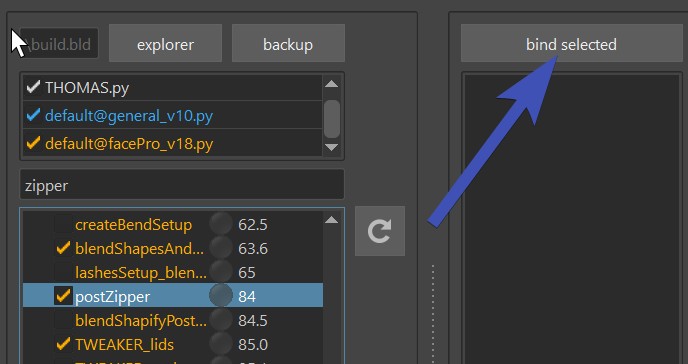 \build.bld
explorer
backup
bind selected
THOMAS.py
default@general_v10.py
default@facePro_v18.py
zipper
createBendSetup 62.5
blendShapesAnd... 63.6
lashesSetup_blen... 65
postZipper 84
blendShapifyPost... 84.5
TWEAKER_lids 85.0